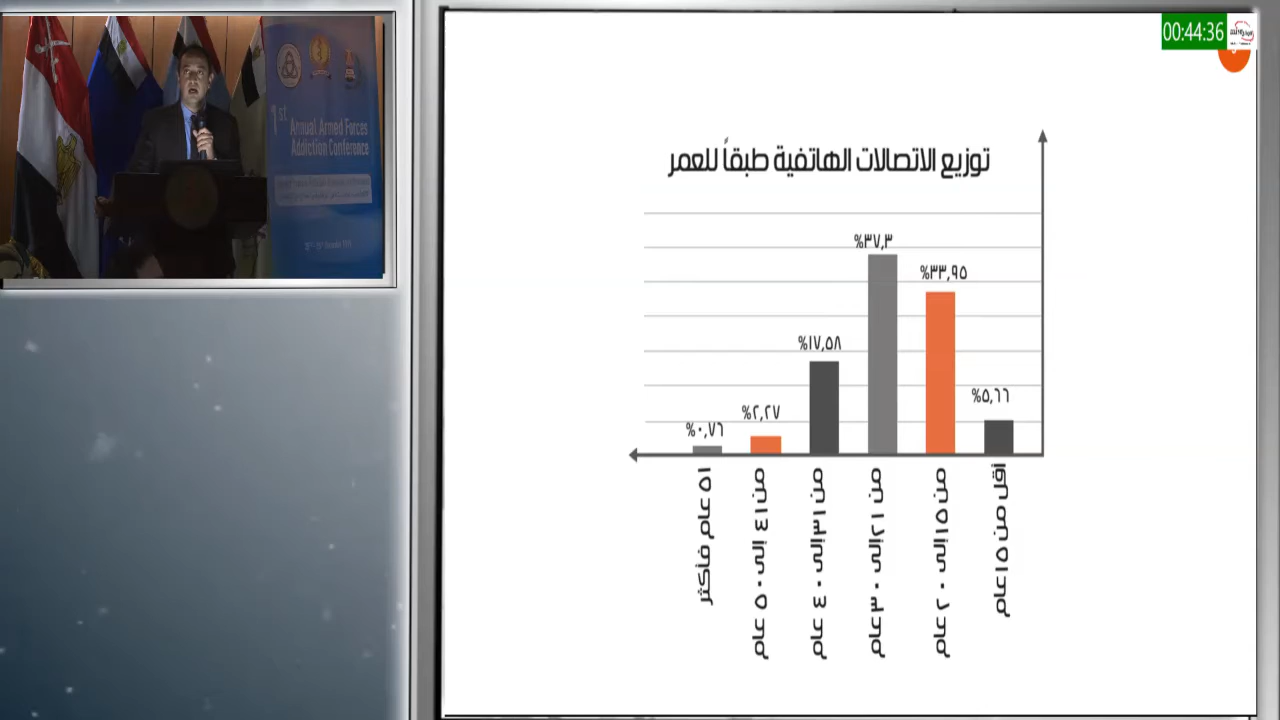 00:44:36
1st
Annual Armed Forces
Addiction Conference
توزيع الاتصالات الهاتفية طبقاً للعمر
%٣٧,٣
%٣٣,٩٥
%١٧,٥٨
%٥,٦٦
%٢,٢٧
%٠,٧٦
أقل من ١٥ عام
من ١٥ إلى ٢٠ عام
من ٢١ إلى ٣٠ عام
من ٣١ إلى ٤٠ عام
من ٤١ إلى ٥٠ عام
٥١ عام فأكثر